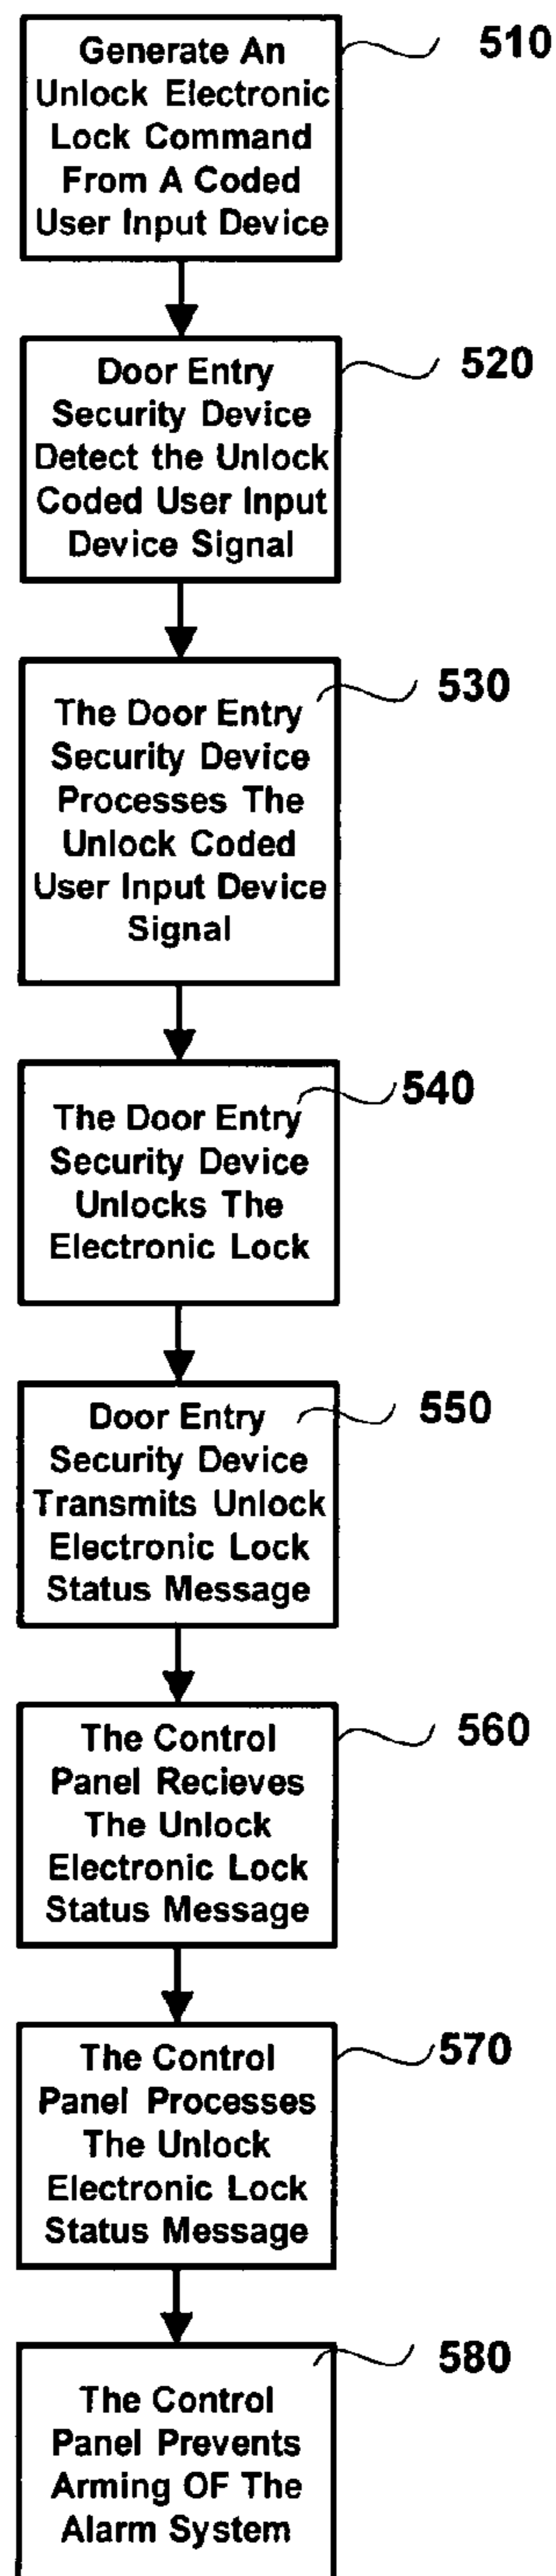 Generate An
Unlock Electronic
Lock Command
From A Coded
User Input Device
510
Door Entry
Security Device
Detect the Unlock
Coded User Input
Device Signal
520
The Door Entry
Security Device
Processes The
Unlock Coded
User Input Device
Signal
530
The Door Entry
Security Device
Unlocks The
Electronic Lock
540
Door Entry
Security Device
Transmits Unlock
Electronic Lock
Status Message
550
The Control
Panel Recieves
The Unlock
Electronic Lock
Status Message
560
The Control
Panel Processes
The Unlock
Electronic Lock
Status Message
570
The Control
Panel Prevents
Arming OF The
Alarm System
580